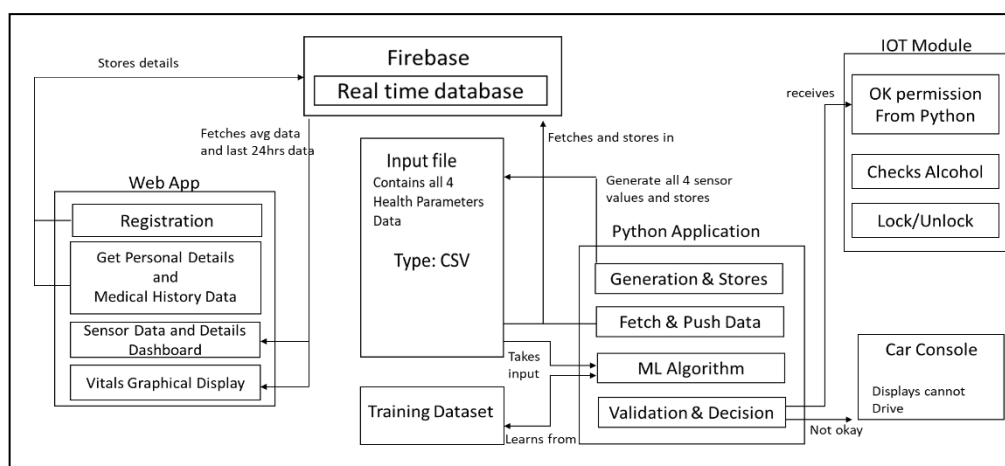 Firebase
Real time database
Stores details
Fetches avg data
and last 24hrs data
Web App
Registration
Get Personal Details
and
Medical History Data
Sensor Data and Details
Dashboard
Vitals Graphical Display
Input file
Contains all 4
Health Parameters
Data
Type: CSV
Fetches and stores in
Generate all 4 sensor
values and stores
Training Dataset
Takes
input
Learns from
Python Application
Generation & Stores
Fetch & Push Data
ML Algorithm
Validation & Decision
receives
Not okay
IOT Module
OK permission
From Python
Checks Alcohol
Lock/Unlock
Car Console
Displays cannot
Drive